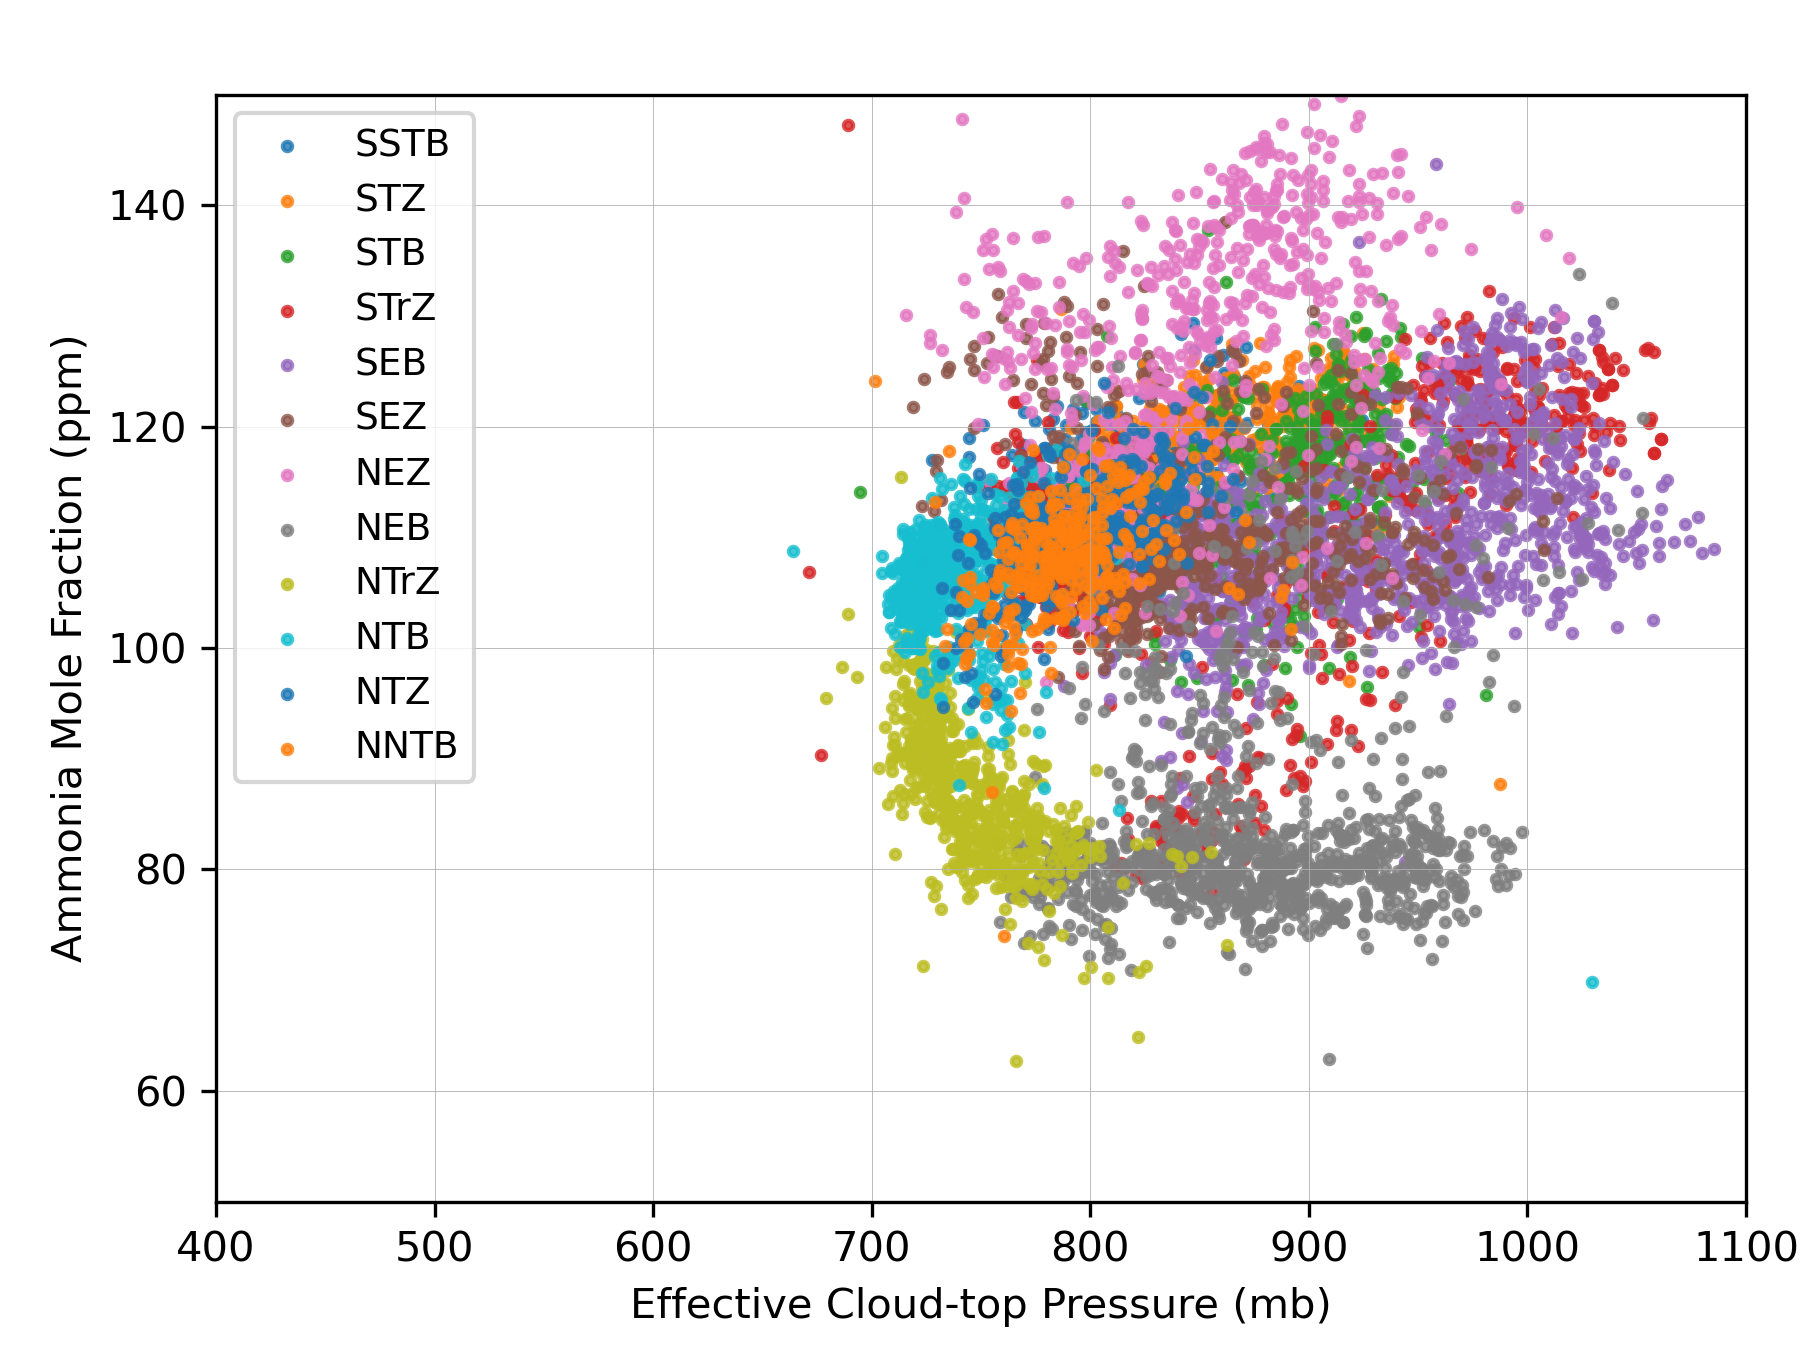 SSTB
STZ
STB
STrZ
SEB
SEZ
NEZ
NEB
NTrZ
NTB
NTZ
NNTB
140
120
100
80
60
Ammonia Mole Fraction (ppm)
400 500 600 700 800 900 1000 1100
Effective Cloud-top Pressure (mb)